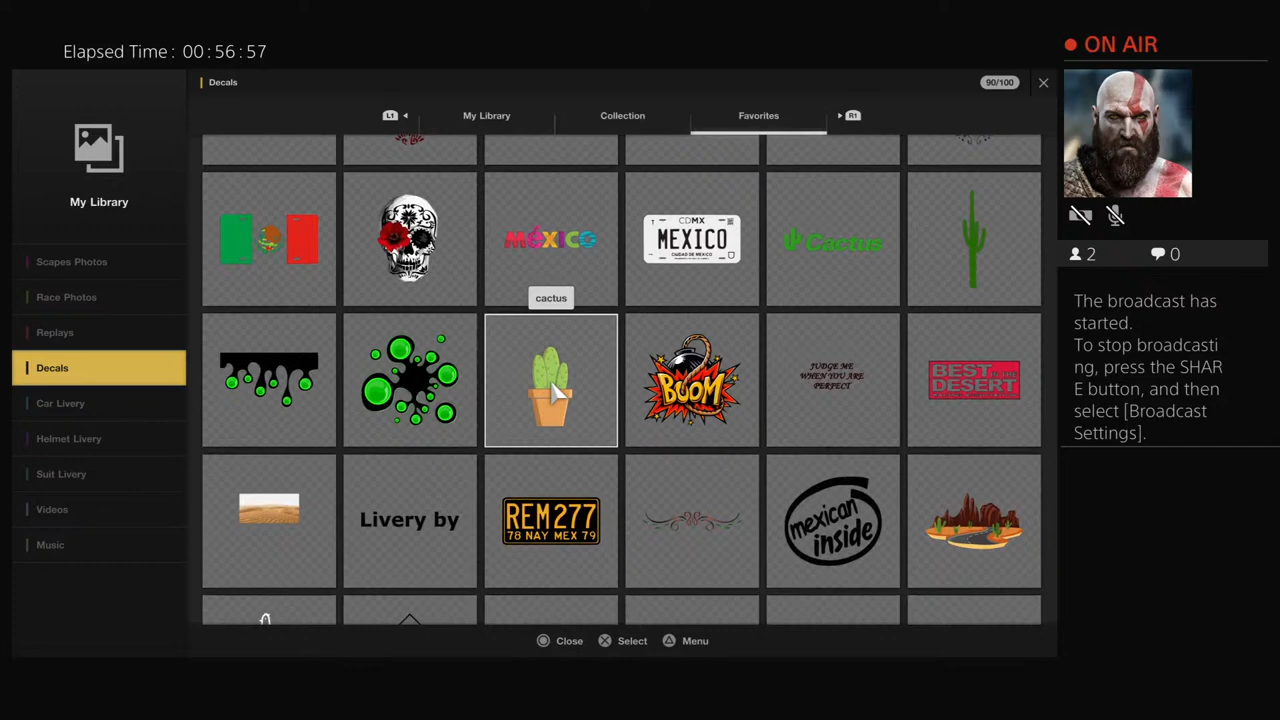 Elapsed Time : 00:56:57
ON AIR
Decals
90/100
L1
My Library
Collection
Favorites
R1
My Library
Scapes Photos
Race Photos
Replays
Decals
Car Livery
Helmet Livery
Suit Livery
Videos
Music
MéXICO
CDMX
MEXICO
CIUDAD DE MEXICO
Cactus
cactus
BOOM
JUDGE ME
WHEN YOU ARE
PERFECT
BEST IN THE
DESERT
Livery by
REM277
78 NAY MEX 79
mexican
inside
2
0
The broadcast has
started.
To stop broadcasti
ng, press the SHAR
E button, and then
select [Broadcast
Settings].
Close
Select
Menu